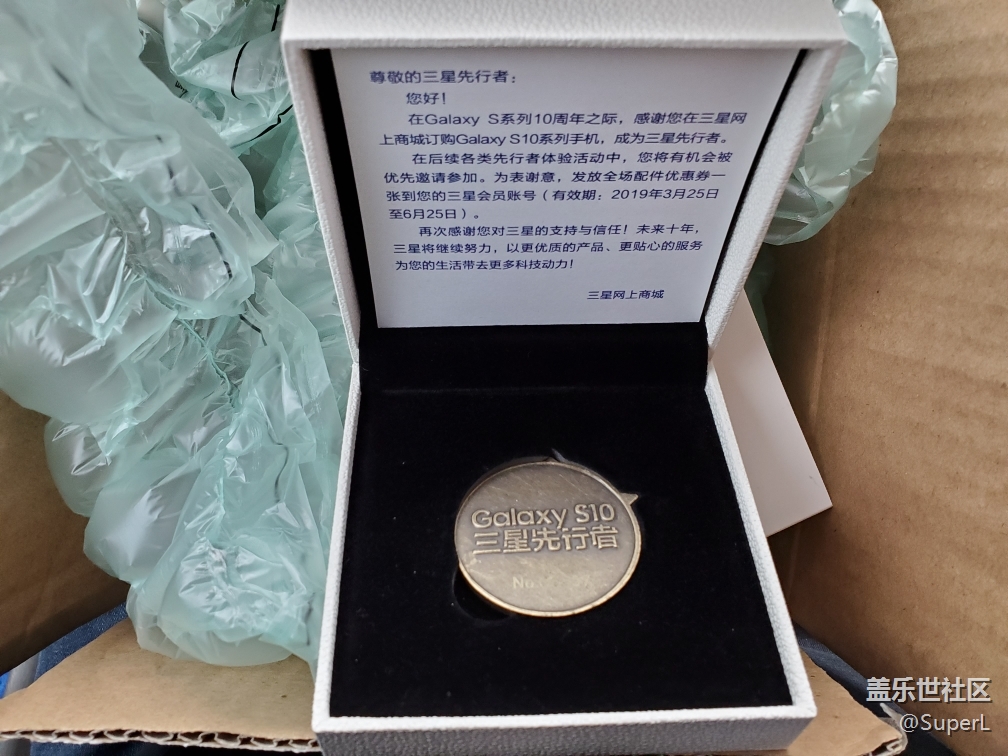 尊敬的三星先行者：
您好！
在Galaxy S系列10周年之际，感谢您在三星网
上商城订购Galaxy S10系列手机，成为三星先行者。
在后续各类先行者体验活动中，您将有机会被
优先邀请参加。为表谢意，发放全场配件优惠券一
张到您的三星会员账号（有效期：2019年3月25日
至6月25日）。
再次感谢您对三星的支持与信任！未来十年，
三星将继续努力，以更优质的产品、更贴心的服务
为您的生活带去更多科技动力！
三星网上商城
Galaxy S10
三星先行者
盖乐世社区
@SuperL